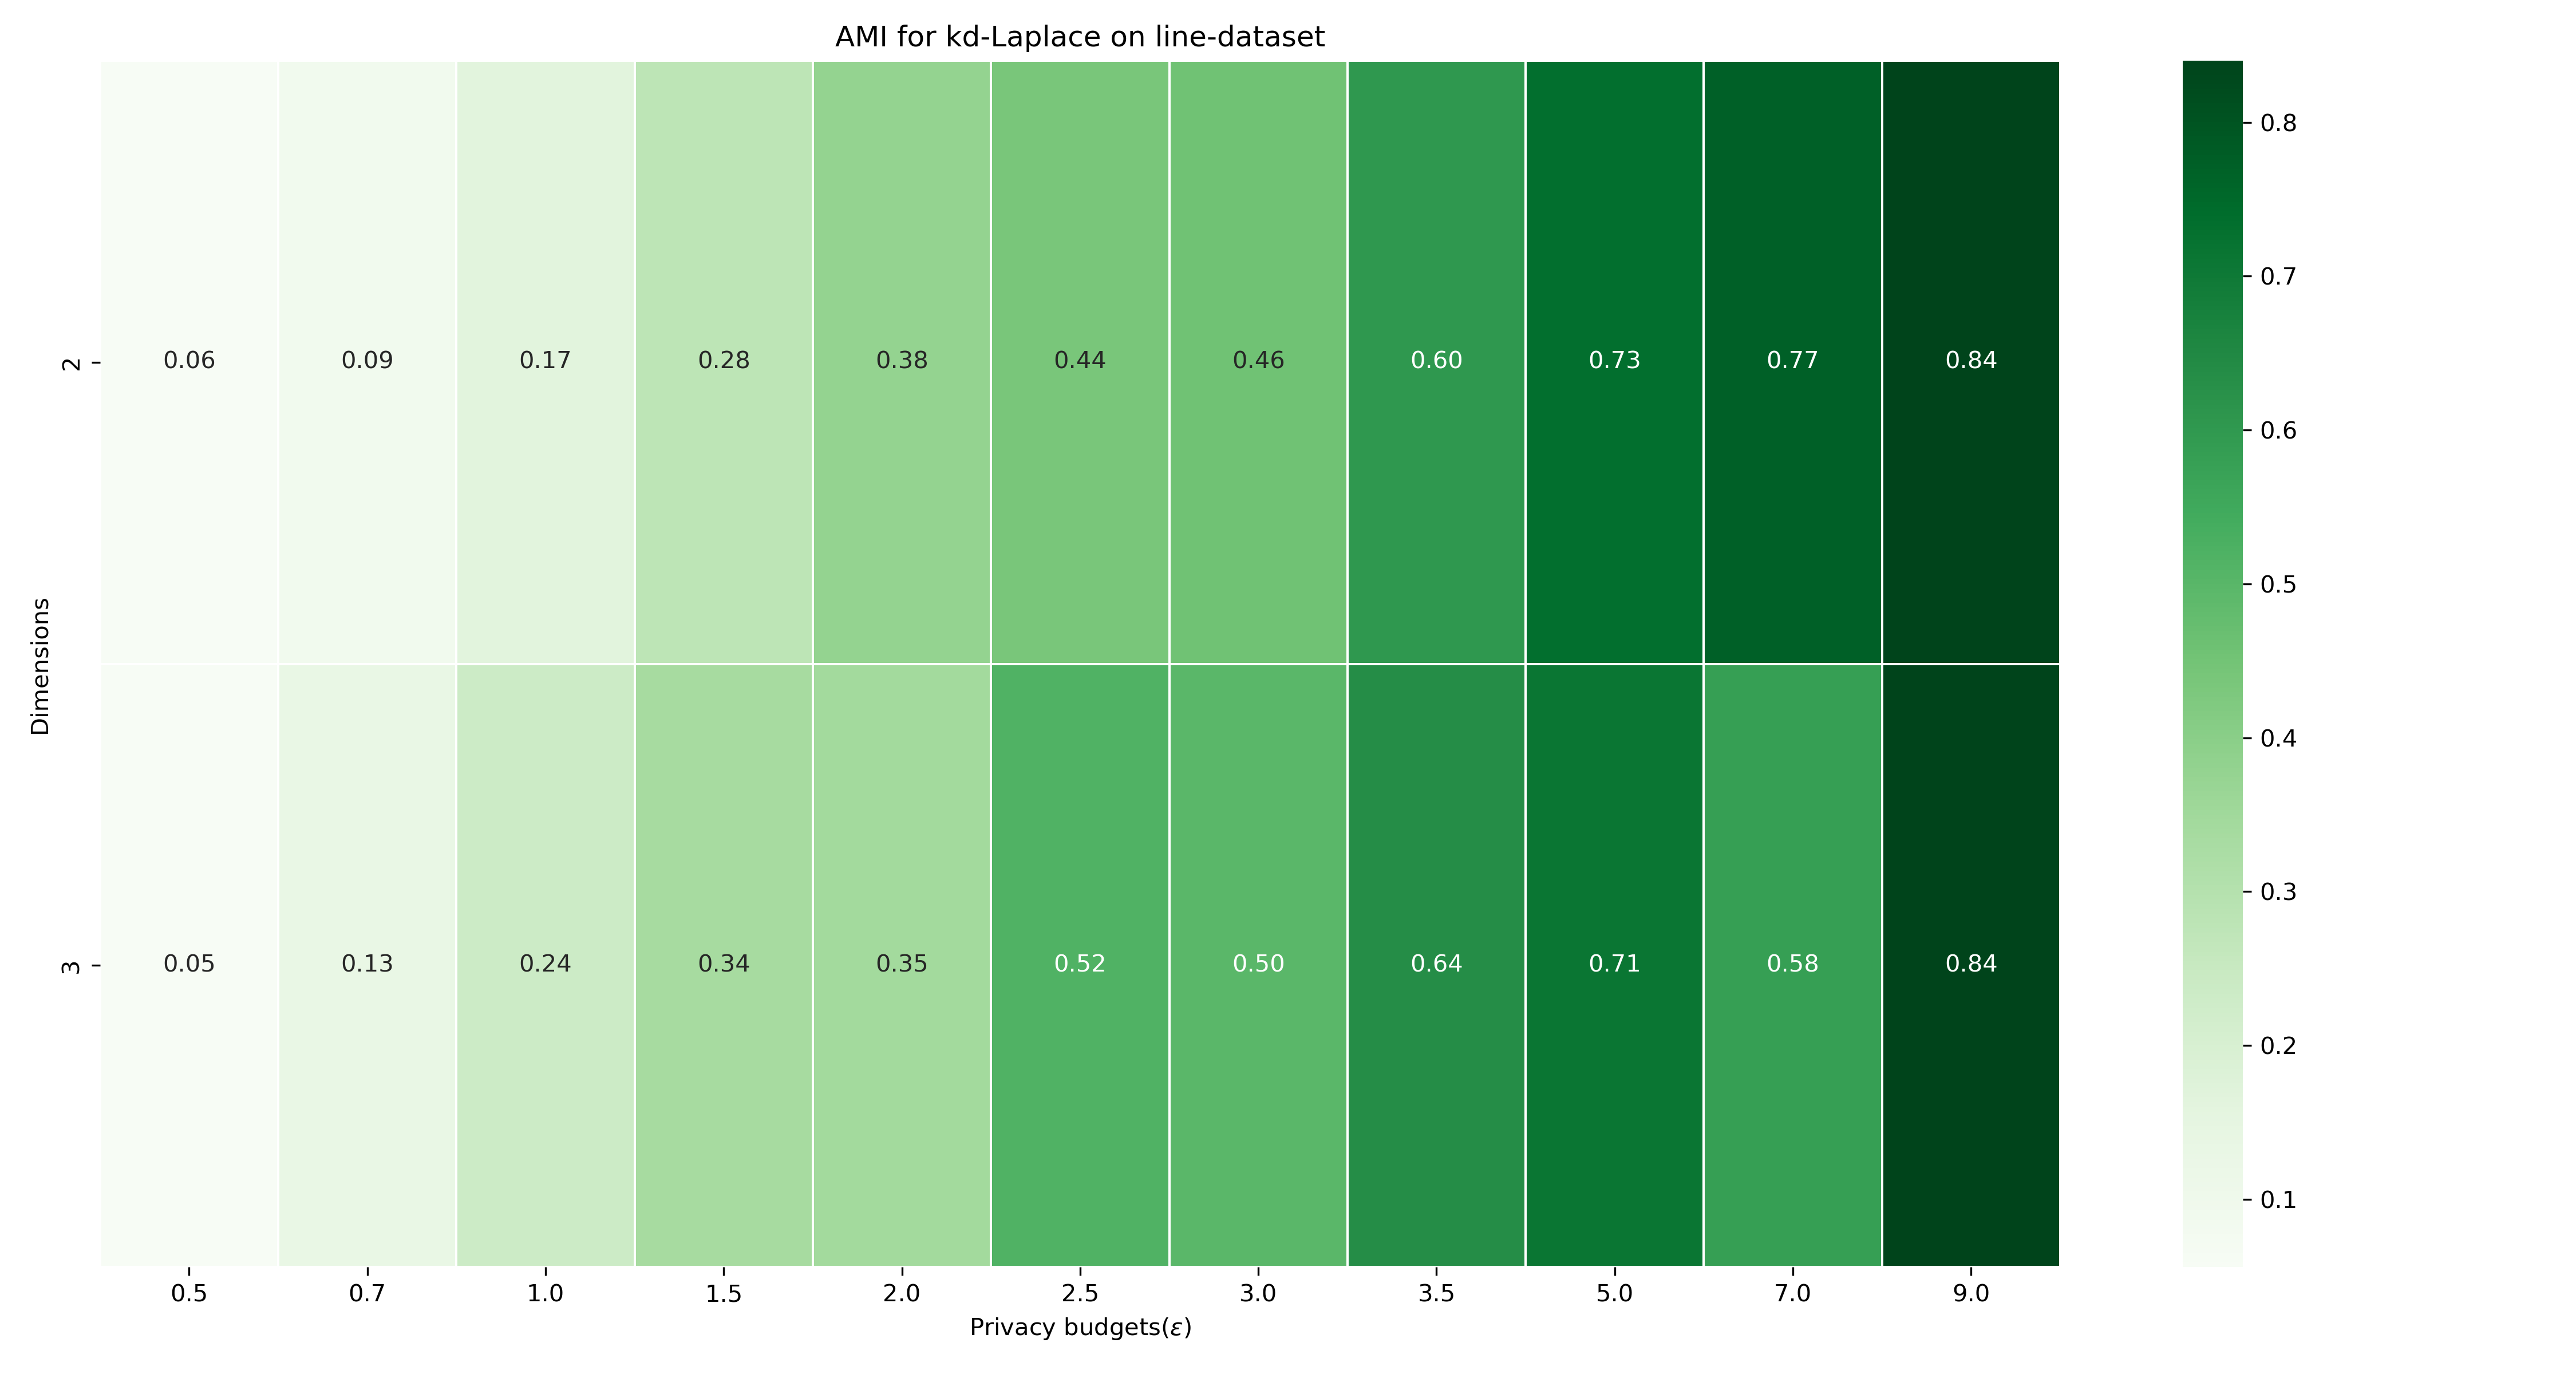 AMI for kd-Laplace on line-dataset
Dimensions
2
0.06 0.09 0.17 0.28 0.38 0.44 0.46 0.60 0.73 0.77 0.84
3
0.05 0.13 0.24 0.34 0.35 0.52 0.50 0.64 0.71 0.58 0.84
0.5 0.7 1.0 1.5 2.0 2.5 3.0 3.5 5.0 7.0 9.0
Privacy budgets(ε)
0.8
0.7
0.6
0.5
0.4
0.3
0.2
0.1